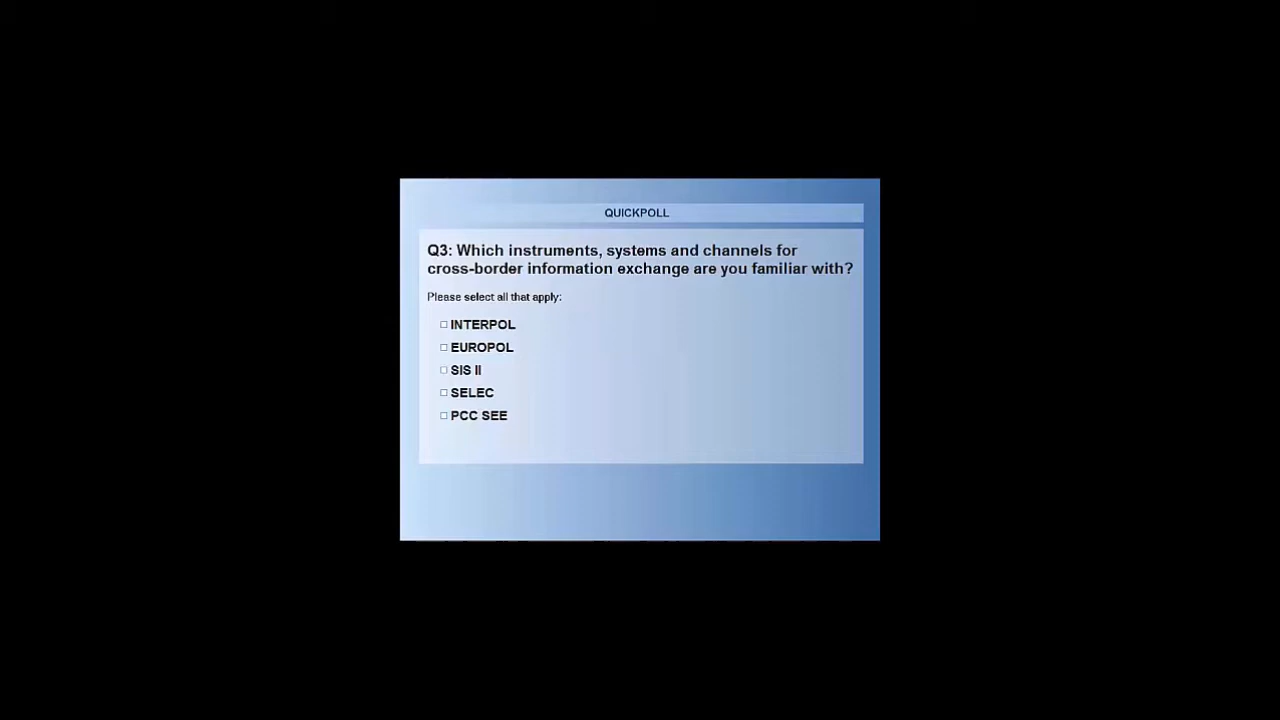 QUICKPOLL
Q3: Which instruments, systems and channels for
cross-border information exchange are you familiar with?
Please select all that apply:
INTERPOL
EUROPOL
SIS II
SELEC
PCC SEE